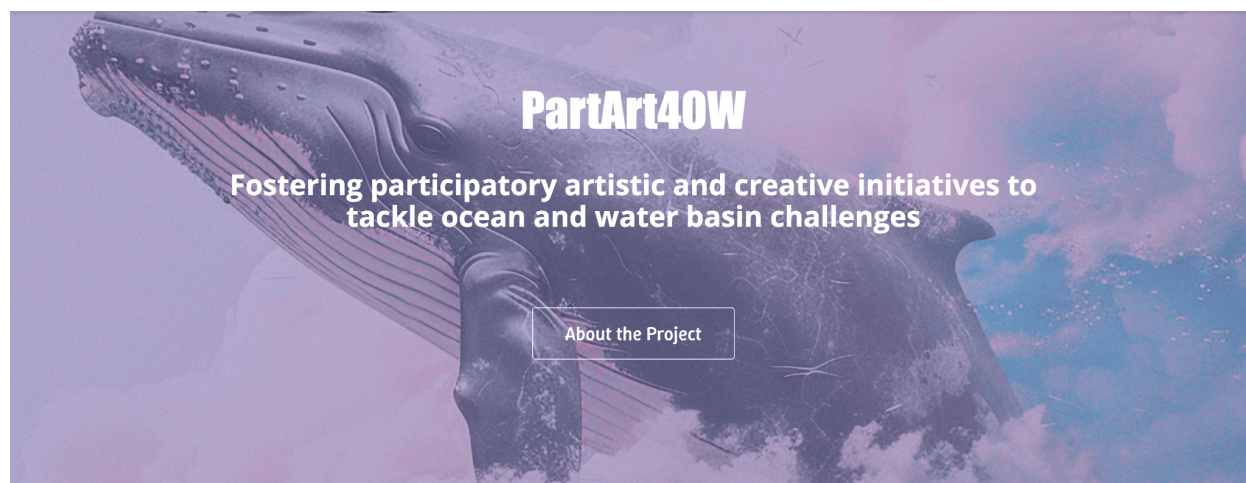 PartArt4OW
Fostering participatory artistic and creative initiatives to
tackle ocean and water basin challenges
About the Project